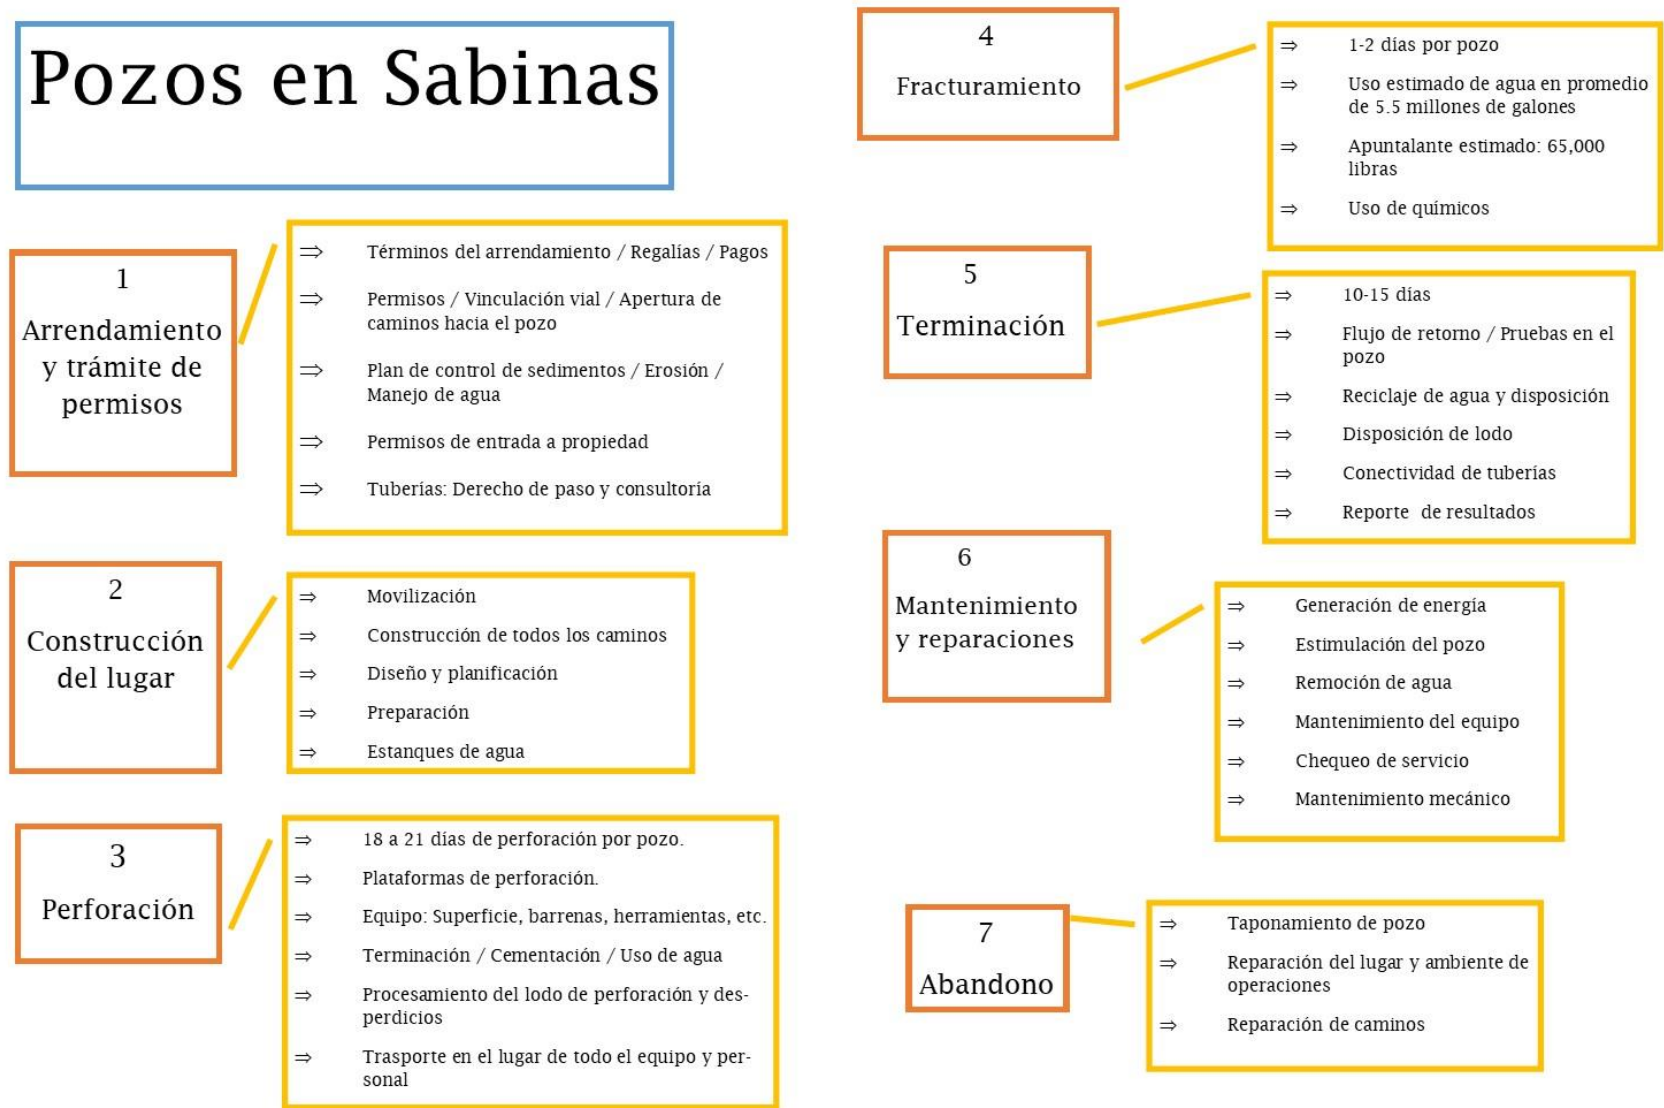 Pozos en Sabinas
1
Arrendamiento
y trámite de
permisos
⇒ Términos del arrendamiento / Regalías / Pagos
⇒ Permisos / Vinculación vial / Apertura de
caminos hacia el pozo
⇒ Plan de control de sedimentos / Erosión /
Manejo de agua
⇒ Permisos de entrada a propiedad
⇒ Tuberías: Derecho de paso y consultoría
2
Construcción
del lugar
⇒ Movilización
⇒ Construcción de todos los caminos
⇒ Diseño y planificación
⇒ Preparación
⇒ Estanques de agua
3
Perforación
⇒ 18 a 21 días de perforación por pozo.
⇒ Plataformas de perforación.
⇒ Equipo: Superficie, barrenas, herramientas, etc.
⇒ Terminación / Cementación / Uso de agua
⇒ Procesamiento del lodo de perforación y des-
perdicios
⇒ Trasporte en el lugar de todo el equipo y per-
sonal
4
Fracturamiento
⇒ 1-2 días por pozo
⇒ Uso estimado de agua en promedio
de 5.5 millones de galones
⇒ Apuntalante estimado: 65,000
libras
⇒ Uso de químicos
5
Terminación
⇒ 10-15 días
⇒ Flujo de retorno / Pruebas en el
pozo
⇒ Reciclaje de agua y disposición
⇒ Disposición de lodo
⇒ Conectividad de tuberías
⇒ Reporte de resultados
6
Mantenimiento
y reparaciones
⇒ Generación de energía
⇒ Estimulación del pozo
⇒ Remoción de agua
⇒ Mantenimiento del equipo
⇒ Chequeo de servicio
⇒ Mantenimiento mecánico
7
Abandono
⇒ Taponamiento de pozo
⇒ Reparación del lugar y ambiente de
operaciones
⇒ Reparación de caminos